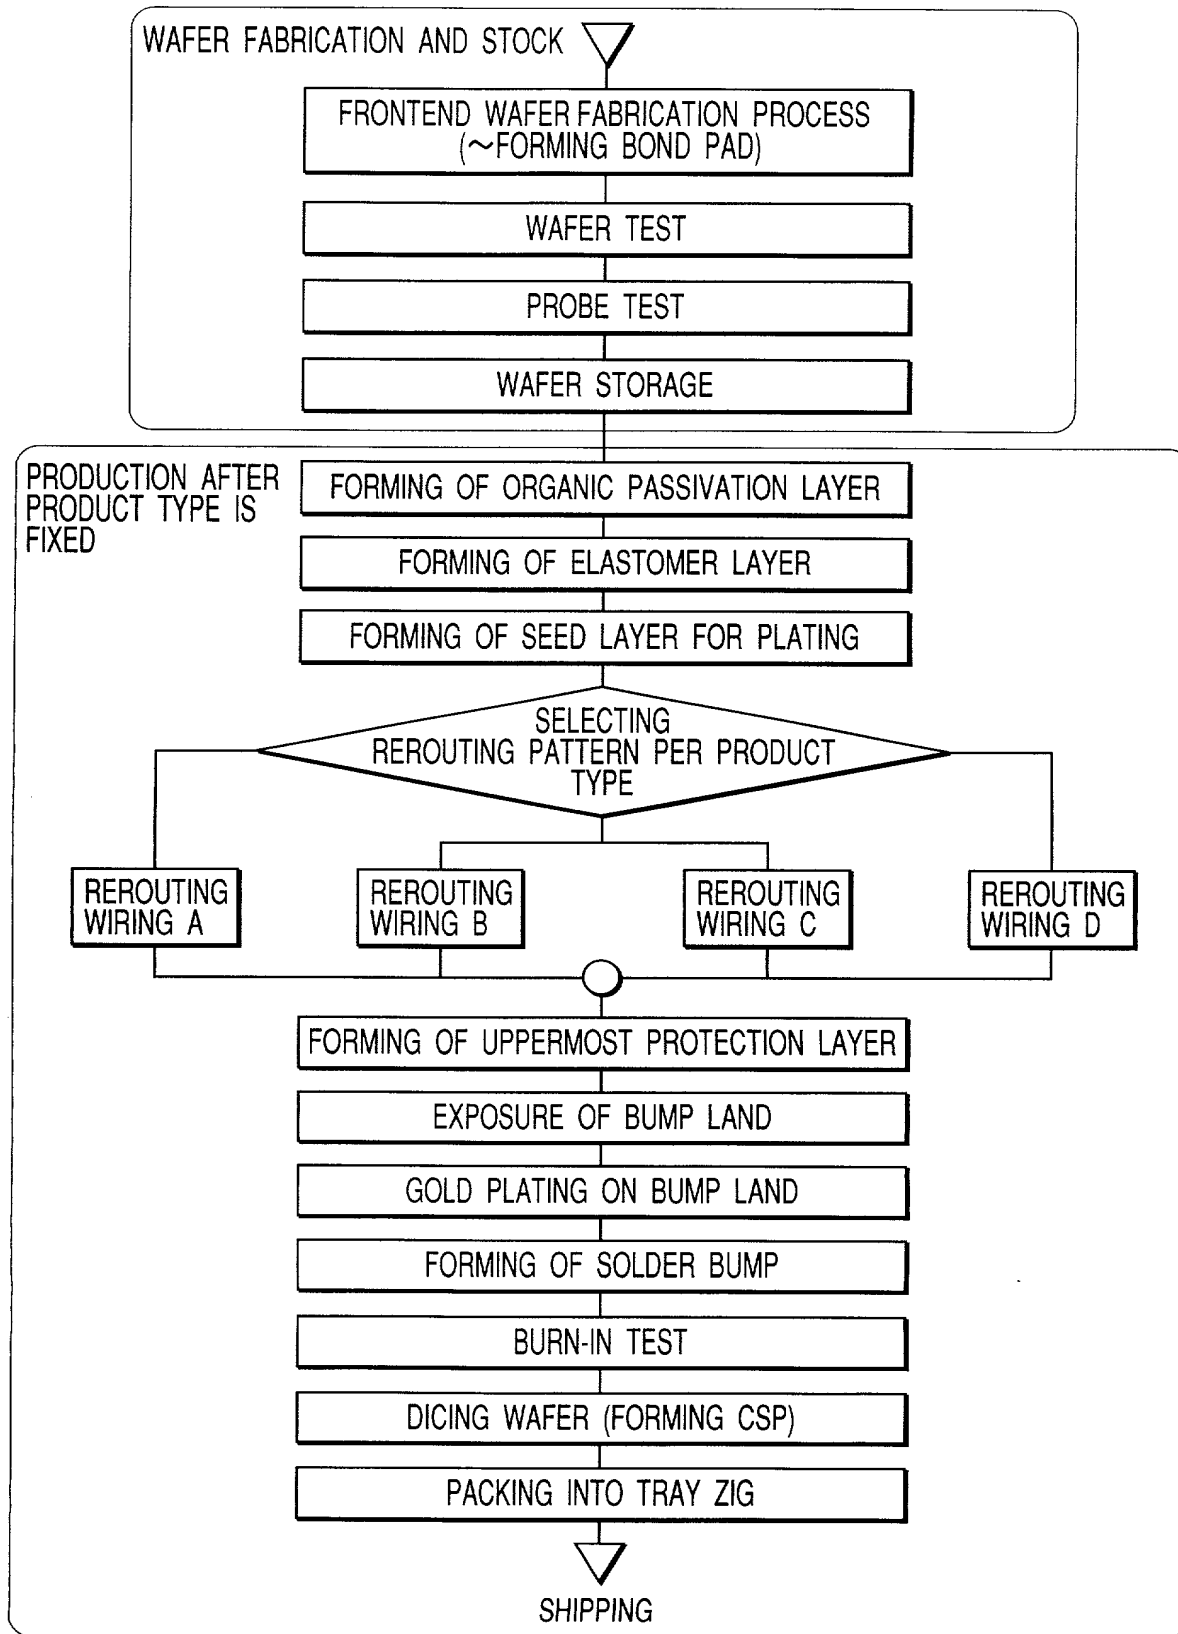 WAFER FABRICATION AND STOCK
FRONTEND WAFER FABRICATION PROCESS
(~FORMING BOND PAD)
WAFER TEST
PROBE TEST
WAFER STORAGE
PRODUCTION AFTER
PRODUCT TYPE IS
FIXED
FORMING OF ORGANIC PASSIVATION LAYER
FORMING OF ELASTOMER LAYER
FORMING OF SEED LAYER FOR PLATING
SELECTING
REROUTING PATTERN PER PRODUCT
TYPE
REROUTING
WIRING A
REROUTING
WIRING B
REROUTING
WIRING C
REROUTING
WIRING D
FORMING OF UPPERMOST PROTECTION LAYER
EXPOSURE OF BUMP LAND
GOLD PLATING ON BUMP LAND
FORMING OF SOLDER BUMP
BURN-IN TEST
DICING WAFER (FORMING CSP)
PACKING INTO TRAY ZIG
SHIPPING